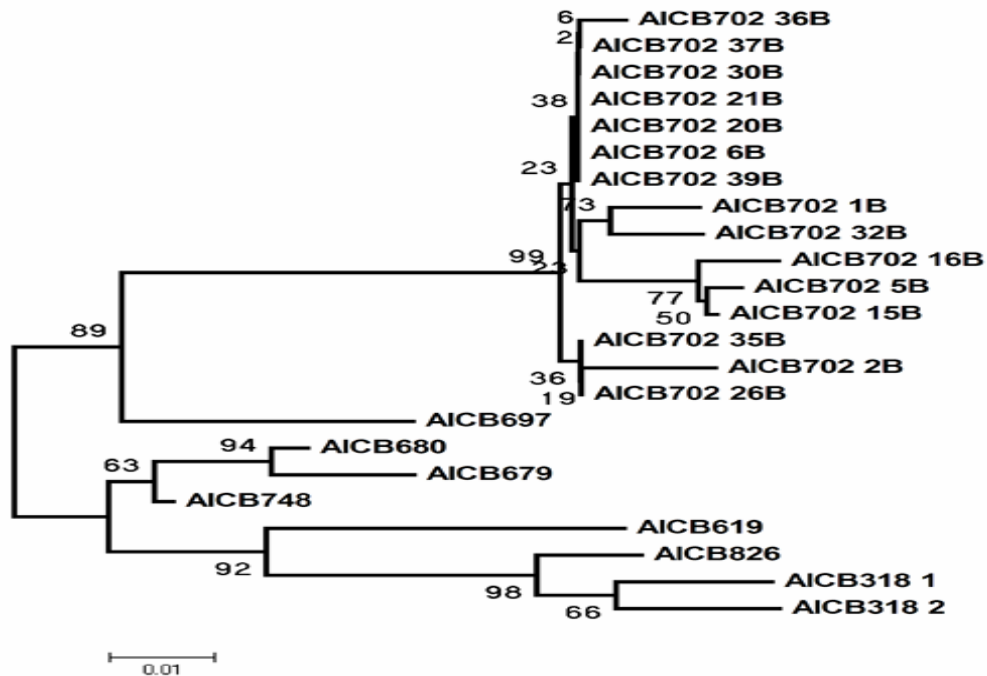 6
AICB702 36B
2
AICB702 37B
AICB702 30B
38
AICB702 21B
AICB702 20B
AICB702 6B
23
AICB702 39B
73
AICB702 1B
AICB702 32B
99
23
AICB702 16B
77
AICB702 5B
50
AICB702 15B
89
AICB702 35B
36
AICB702 2B
19
AICB702 26B
AICB697
94
AICB680
63
AICB679
AICB748
AICB619
92
AICB826
98
AICB318 1
66
AICB318 2
0.01